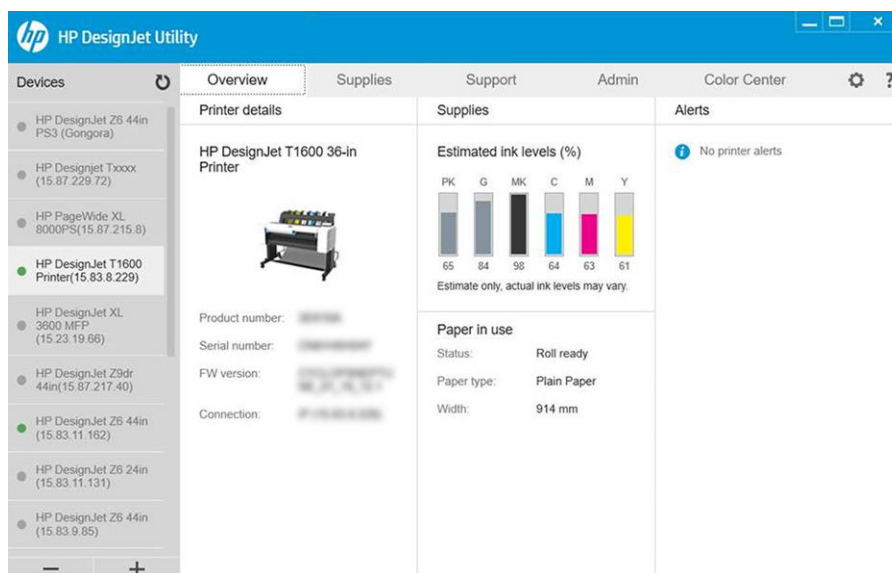 hp HP DesignJet Utility
Devices
HP DesignJet Z6 44in
PS3 (Gongora)
HP Designjet Txxxx
(15.87.229.72)
HP PageWide XL
8000PS(15.87.215.8)
HP DesignJet T1600
Printer(15.83.8.229)
HP DesignJet XL
3600 MFP
(15.23.19.66)
HP DesignJet Z9dr
44in(15.87.217.40)
HP DesignJet Z6 44in
(15.83.11.162)
HP DesignJet Z6 24in
(15.83.11.131)
HP DesignJet Z6 44in
(15.83.9.85)
Overview Supplies Support Admin Color Center ?
Printer details
HP DesignJet T1600 36-in
Printer
Product number:
Serial number:
FW version:
Connection:
Supplies
Estimated ink levels (%)
PK G MK C M Y
65 84 98 64 63 61
Estimate only, actual ink levels may vary.
Paper in use
Status: Roll ready
Paper type: Plain Paper
Width: 914 mm
Alerts
No printer alerts